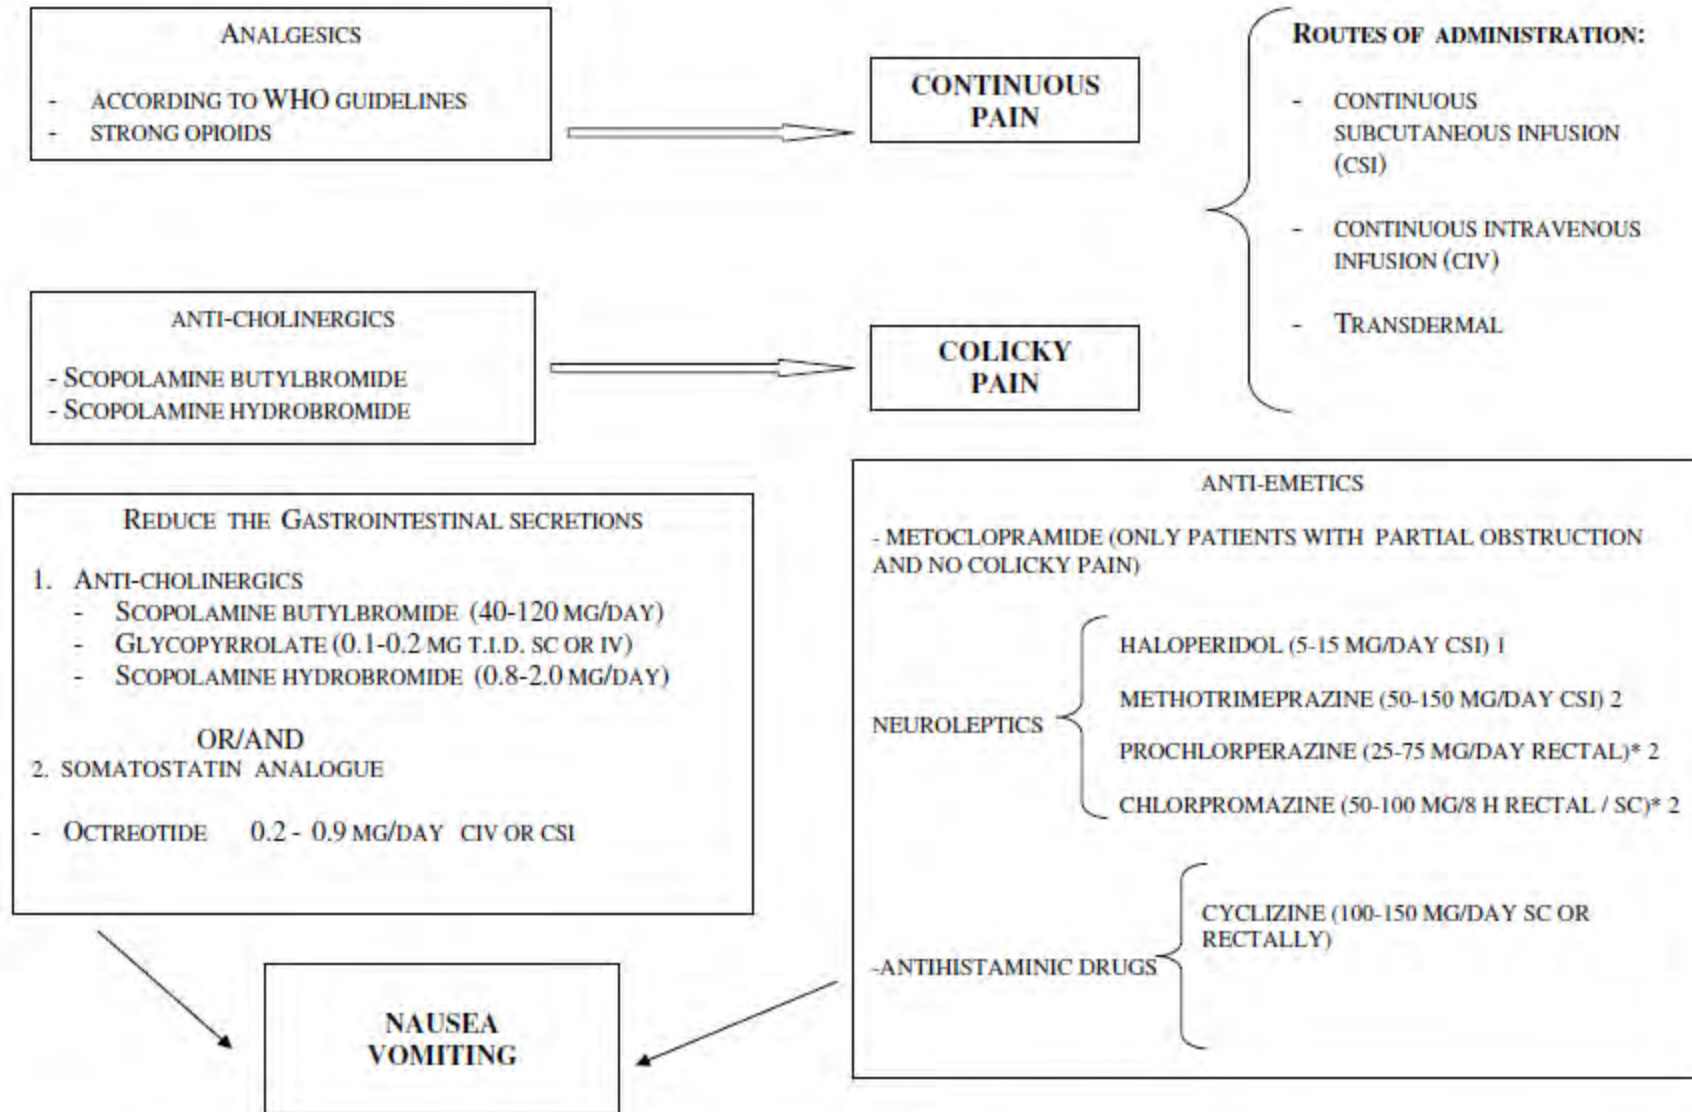 ANALGESICS
- ACCORDING TO WHO GUIDELINES
- STRONG OPIOIDS
CONTINUOUS
PAIN
ROUTES OF ADMINISTRATION:
- CONTINUOUS
SUBCUTANEOUS INFUSION
(CSI)
- CONTINUOUS INTRAVENOUS
INFUSION (CIV)
- TRANSDERMAL
ANTI-CHOLINERGICS
- SCOPOLAMINE BUTYLBROMIDE
- SCOPOLAMINE HYDROBROMIDE
COLICKY
PAIN
REDUCE THE GASTROINTESTINAL SECRETIONS
1. ANTI-CHOLINERGICS
- SCOPOLAMINE BUTYLBROMIDE (40-120 MG/DAY)
- GLYCOPYRROLATE (0.1-0.2 MG T.I.D. SC OR IV)
- SCOPOLAMINE HYDROBROMIDE (0.8-2.0 MG/DAY)
OR/AND
2. SOMATOSTATIN ANALOGUE
- OCTREOTIDE 0.2 - 0.9 MG/DAY CIV OR CSI
ANTI-EMETICS
- METOCLOPRAMIDE (ONLY PATIENTS WITH PARTIAL OBSTRUCTION
AND NO COLICKY PAIN)
NEUROLEPTICS
HALOPERIDOL (5-15 MG/DAY CSI) 1
METHOTRIMEPRAZINE (50-150 MG/DAY CSI) 2
PROCHLORPERAZINE (25-75 MG/DAY RECTAL)* 2
CHLORPROMAZINE (50-100 MG/8 H RECTAL / SC)* 2
-ANTIHISTAMINIC DRUGS
CYCLIZINE (100-150 MG/DAY SC OR
RECTALLY)
NAUSEA
VOMITING